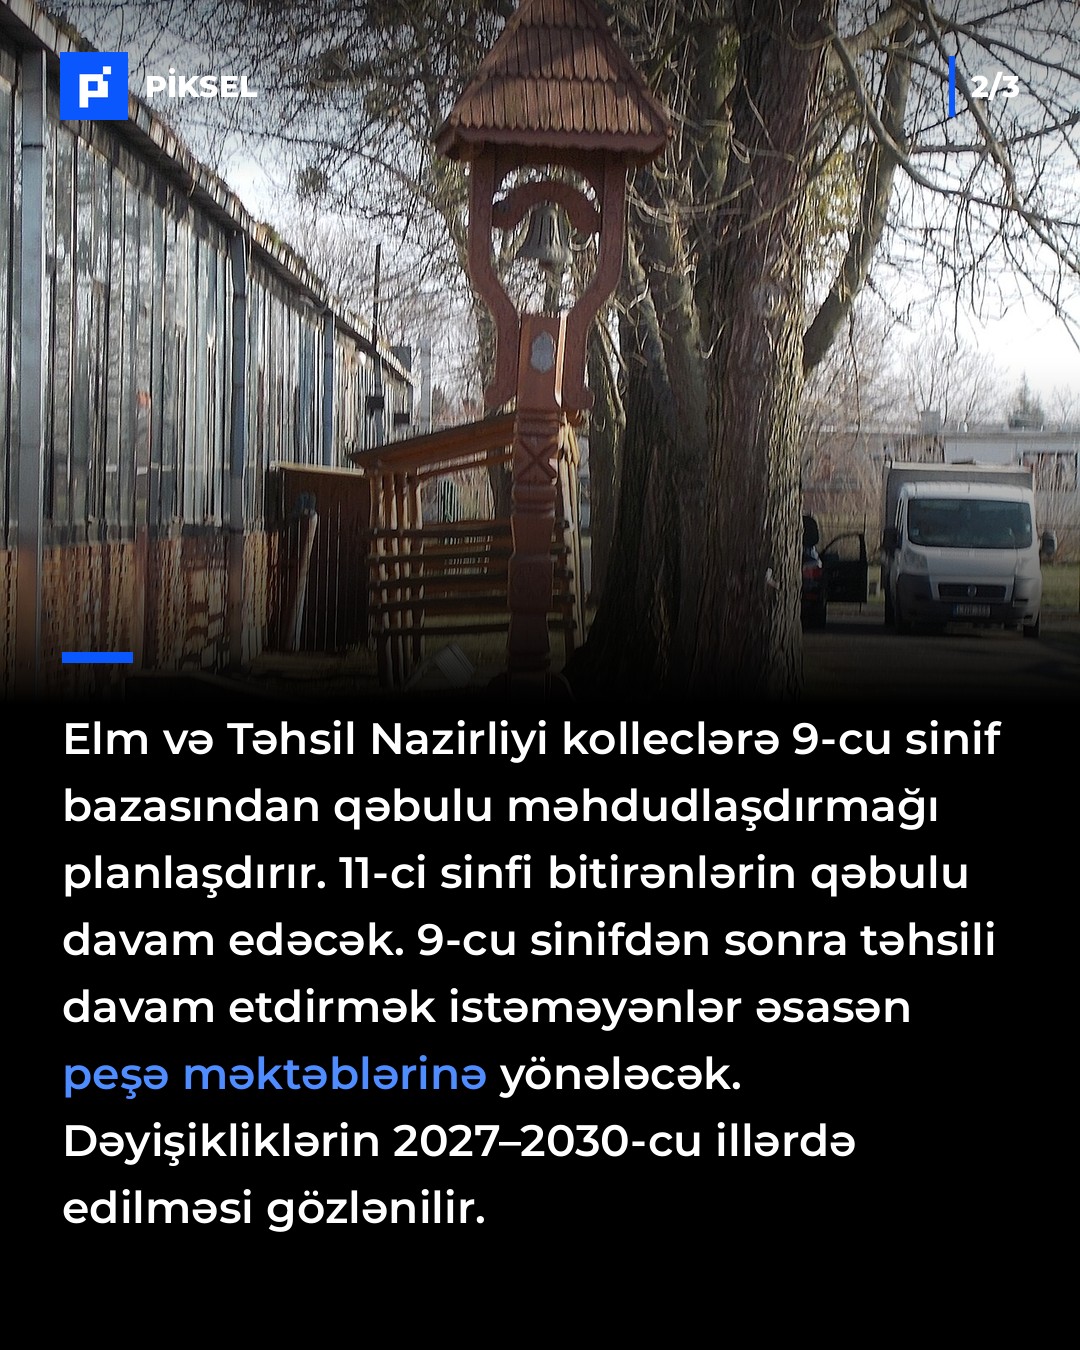 PİKSEL
2/3
Elm və Təhsil Nazirliyi kolleclərə 9-cu sinif
bazasından qəbulu məhdudlaşdırmağı
planlaşdırır. 11-ci sinfi bitirənlərin qəbulu
davam edəcək. 9-cu sinifdən sonra təhsili
davam etdirmək istəməyənlər əsasən
peşə məktəblərinə yönələcək.
Dəyişikliklərin 2027–2030-cu illərdə
edilməsi gözlənilir.